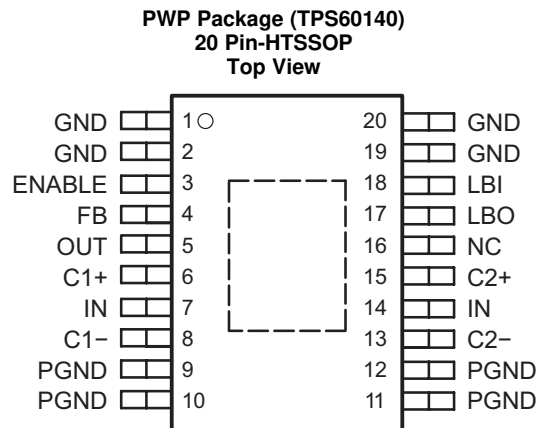 PWP Package (TPS60140)
20 Pin-HTSSOP
Top View
GND 1 20 GND
GND 2 19 GND
ENABLE 3 18 LBI
FB 4 17 LBO
OUT 5 16 NC
C1+ 6 15 C2+
IN 7 14 IN
C1− 8 13 C2−
PGND 9 12 PGND
PGND 10 11 PGND